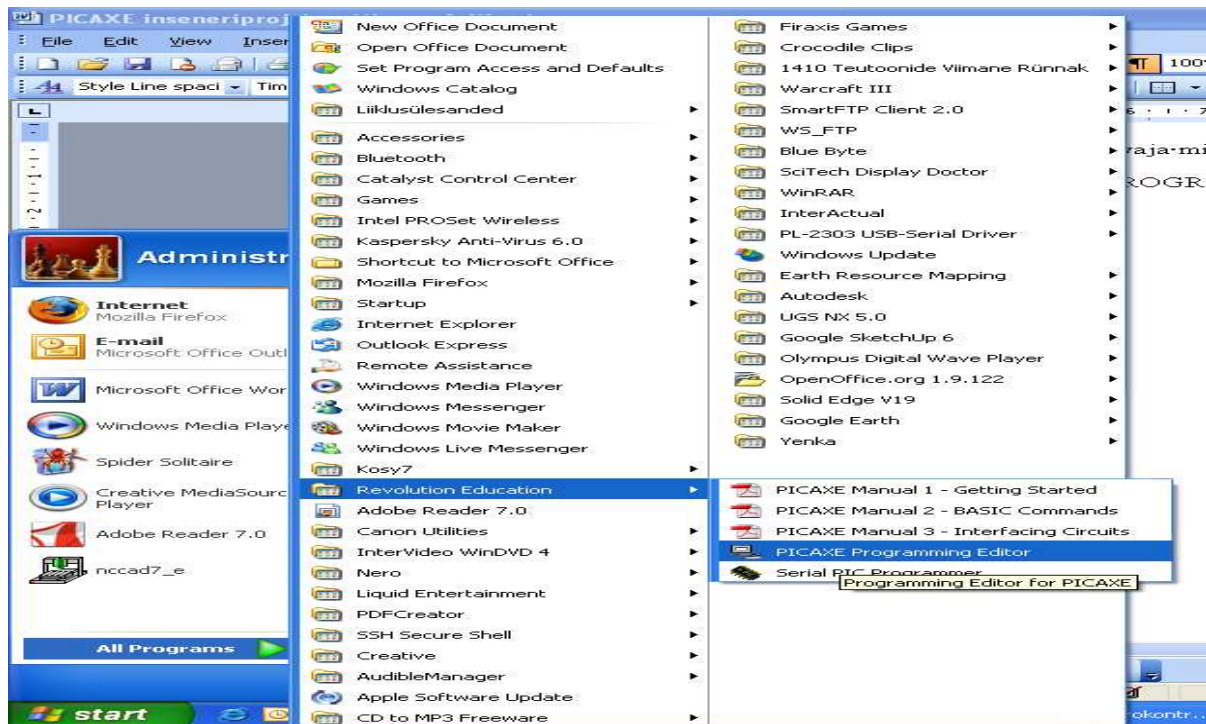 PICAXE inseneriproj
File Edit View Inser
Style Line spaci Tim
100%
Administr
Internet
Mozilla Firefox
E-mail
Microsoft Office Outl
Microsoft Office Wor
Windows Media Playe
Spider Solitaire
Creative MediaSourc
Player
Adobe Reader 7.0
nccad7_e
All Programs
start
New Office Document
Open Office Document
Set Program Access and Defaults
Windows Catalog
Liiklusülesanded
Accessories
Bluetooth
Catalyst Control Center
Games
Intel PROSet Wireless
Kaspersky Anti-Virus 6.0
Shortcut to Microsoft Office
Mozilla Firefox
Startup
Internet Explorer
Outlook Express
Remote Assistance
Windows Media Player
Windows Messenger
Windows Movie Maker
Windows Live Messenger
Kosy7
Revolution Education
Adobe Reader 7.0
Canon Utilities
InterVideo WinDVD 4
Nero
Liquid Entertainment
PDFCreator
SSH Secure Shell
Creative
AudibleManager
Apple Software Update
CD to MP3 Freeware
Firaxis Games
Crocodile Clips
1410 Teutoonide Viimane Rünnak
Warcraft III
SmartFTP Client 2.0
WS_FTP
Blue Byte
SciTech Display Doctor
WinRAR
InterActual
PL-2303 USB-Serial Driver
Windows Update
Earth Resource Mapping
Autodesk
UGS NX 5.0
Google SketchUp 6
Olympus Digital Wave Player
OpenOffice.org 1.9.122
Solid Edge V19
Google Earth
Yenka
PICAXE Manual 1 - Getting Started
PICAXE Manual 2 - BASIC Commands
PICAXE Manual 3 - Interfacing Circuits
PICAXE Programming Editor
Serial PIC Programmer
Programming Editor for PICAXE
vaja·mi
ROGR
okontr...